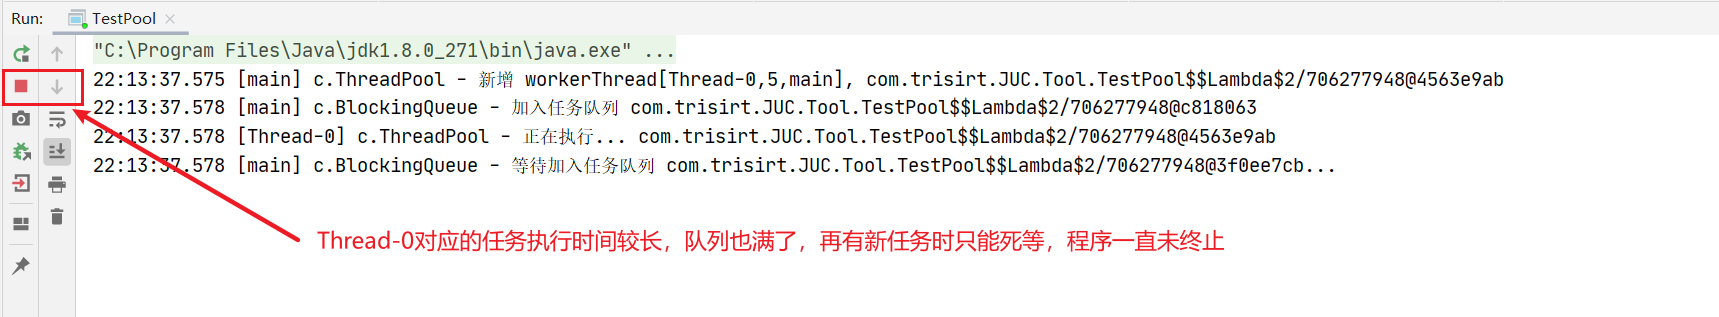 Run: TestPool ×
"C:\Program Files\Java\jdk1.8.0_271\bin\java.exe" ...
22:13:37.575 [main] c.ThreadPool - 新增 workerThread[Thread-0,5,main], com.trisirt.JUC.Tool.TestPool$$Lambda$2/706277948@4563e9ab
22:13:37.578 [main] c.BlockingQueue - 加入任务队列 com.trisirt.JUC.Tool.TestPool$$Lambda$2/706277948@c818063
22:13:37.578 [Thread-0] c.ThreadPool - 正在执行... com.trisirt.JUC.Tool.TestPool$$Lambda$2/706277948@4563e9ab
22:13:37.578 [main] c.BlockingQueue - 等待加入任务队列 com.trisirt.JUC.Tool.TestPool$$Lambda$2/706277948@3f0ee7cb...
Thread-0对应的任务执行时间较长，队列也满了，再有新任务时只能死等，程序一直未终止